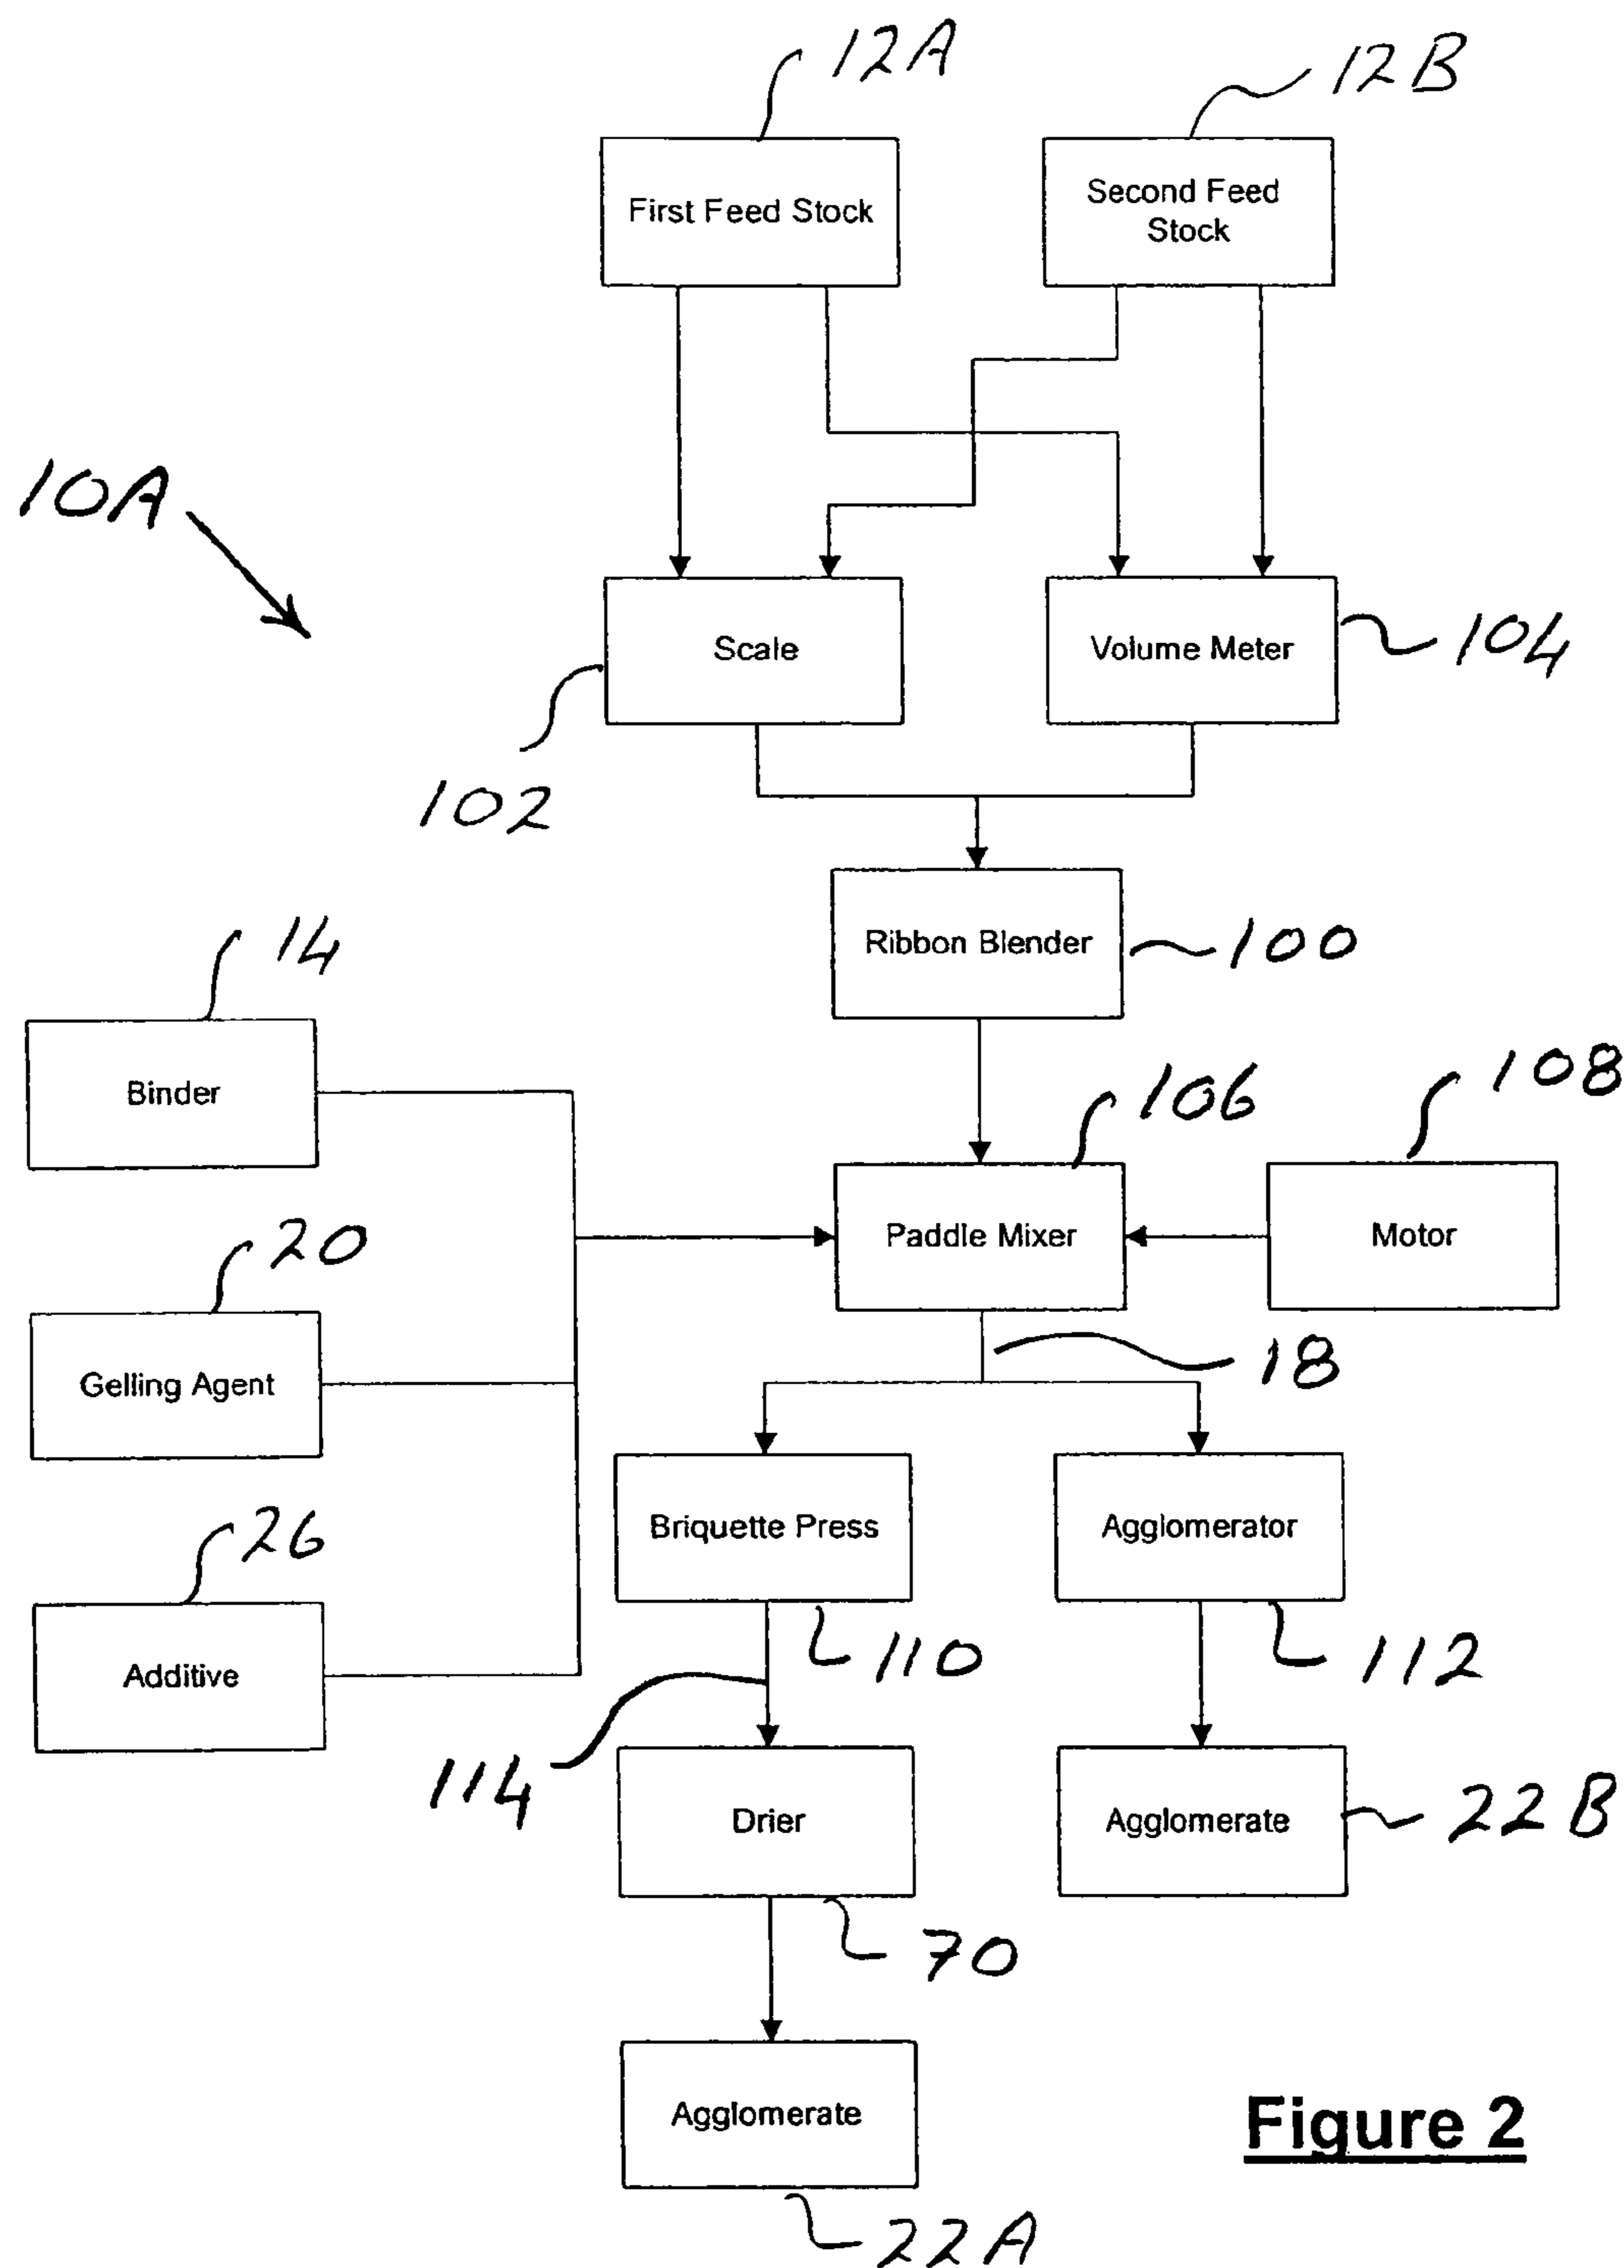 12A
12B
First Feed Stock
Second Feed
Stock
10A
Scale
Volume Meter
104
102
Ribbon Blender
100
14
Binder
106
108
Paddle Mixer
Motor
20
Gelling Agent
18
26
Additive
Briquette Press
Agglomerator
110
112
114
Drier
Agglomerate
22B
70
Agglomerate
22A
Figure 2